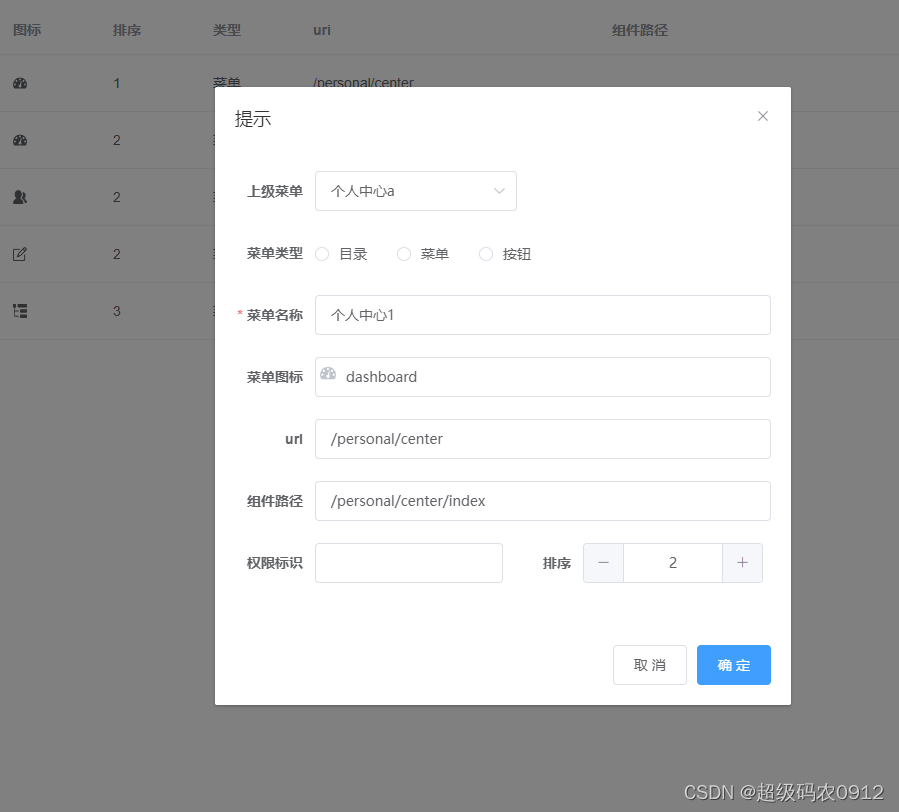 图标 排序 类型 uri 组件路径
1 菜单 /personal/center
2
2
2
3
提示
上级菜单 个人中心a
菜单类型 目录 菜单 按钮
* 菜单名称 个人中心1
菜单图标 dashboard
url /personal/center
组件路径 /personal/center/index
权限标识 排序 2
取 消 确 定
CSDN @超级码农0912